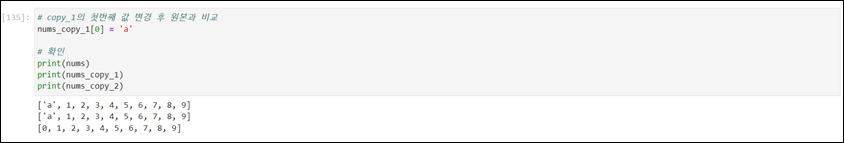 [135]:
# copy_1의 첫번째 값 변경 후 원본과 비교
nums_copy_1[0] = 'a'
# 확인
print(nums)
print(nums_copy_1)
print(nums_copy_2)
['a', 1, 2, 3, 4, 5, 6, 7, 8, 9]
['a', 1, 2, 3, 4, 5, 6, 7, 8, 9]
[0, 1, 2, 3, 4, 5, 6, 7, 8, 9]